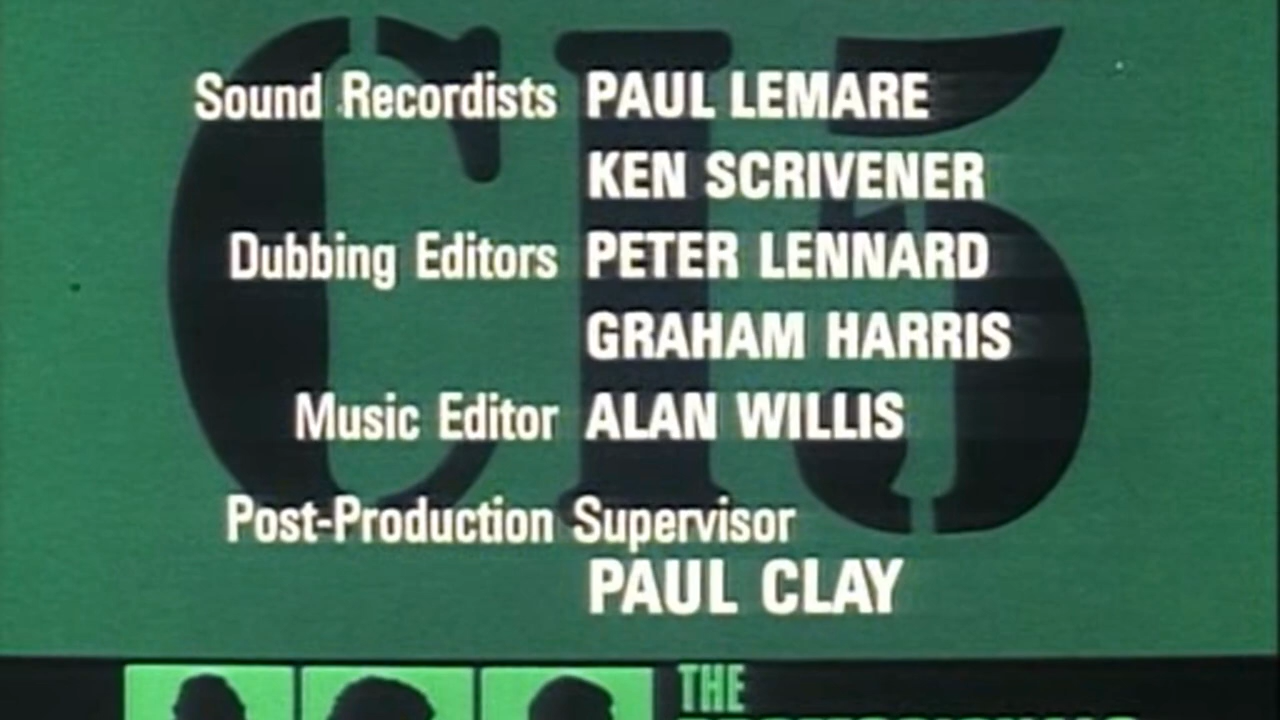 CI5
Sound Recordists PAUL LEMARE
KEN SCRIVENER
Dubbing Editors PETER LENNARD
GRAHAM HARRIS
Music Editor ALAN WILLIS
Post-Production Supervisor
PAUL CLAY
THE